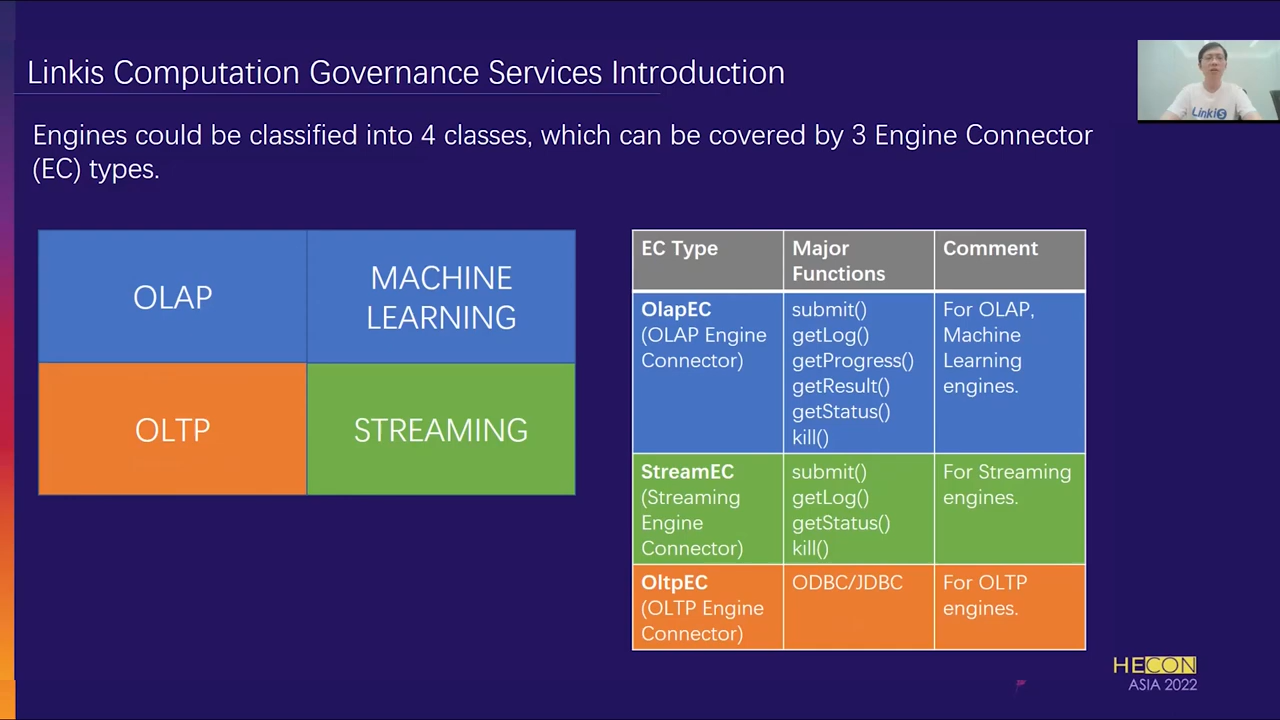 Linkis Computation Governance Services Introduction
Engines could be classified into 4 classes, which can be covered by 3 Engine Connector
(EC) types.
OLAP
MACHINE
LEARNING
OLTP
STREAMING
EC Type
Major
Functions
Comment
OlapEC
(OLAP Engine
Connector)
submit()
getLog()
getProgress()
getResult()
getStatus()
kill()
For OLAP,
Machine
Learning
engines.
StreamEC
(Streaming
Engine
Connector)
submit()
getLog()
getStatus()
kill()
For Streaming
engines.
OltpEC
(OLTP Engine
Connector)
ODBC/JDBC
For OLTP
engines.
HECON
ASIA 2022
Linkis